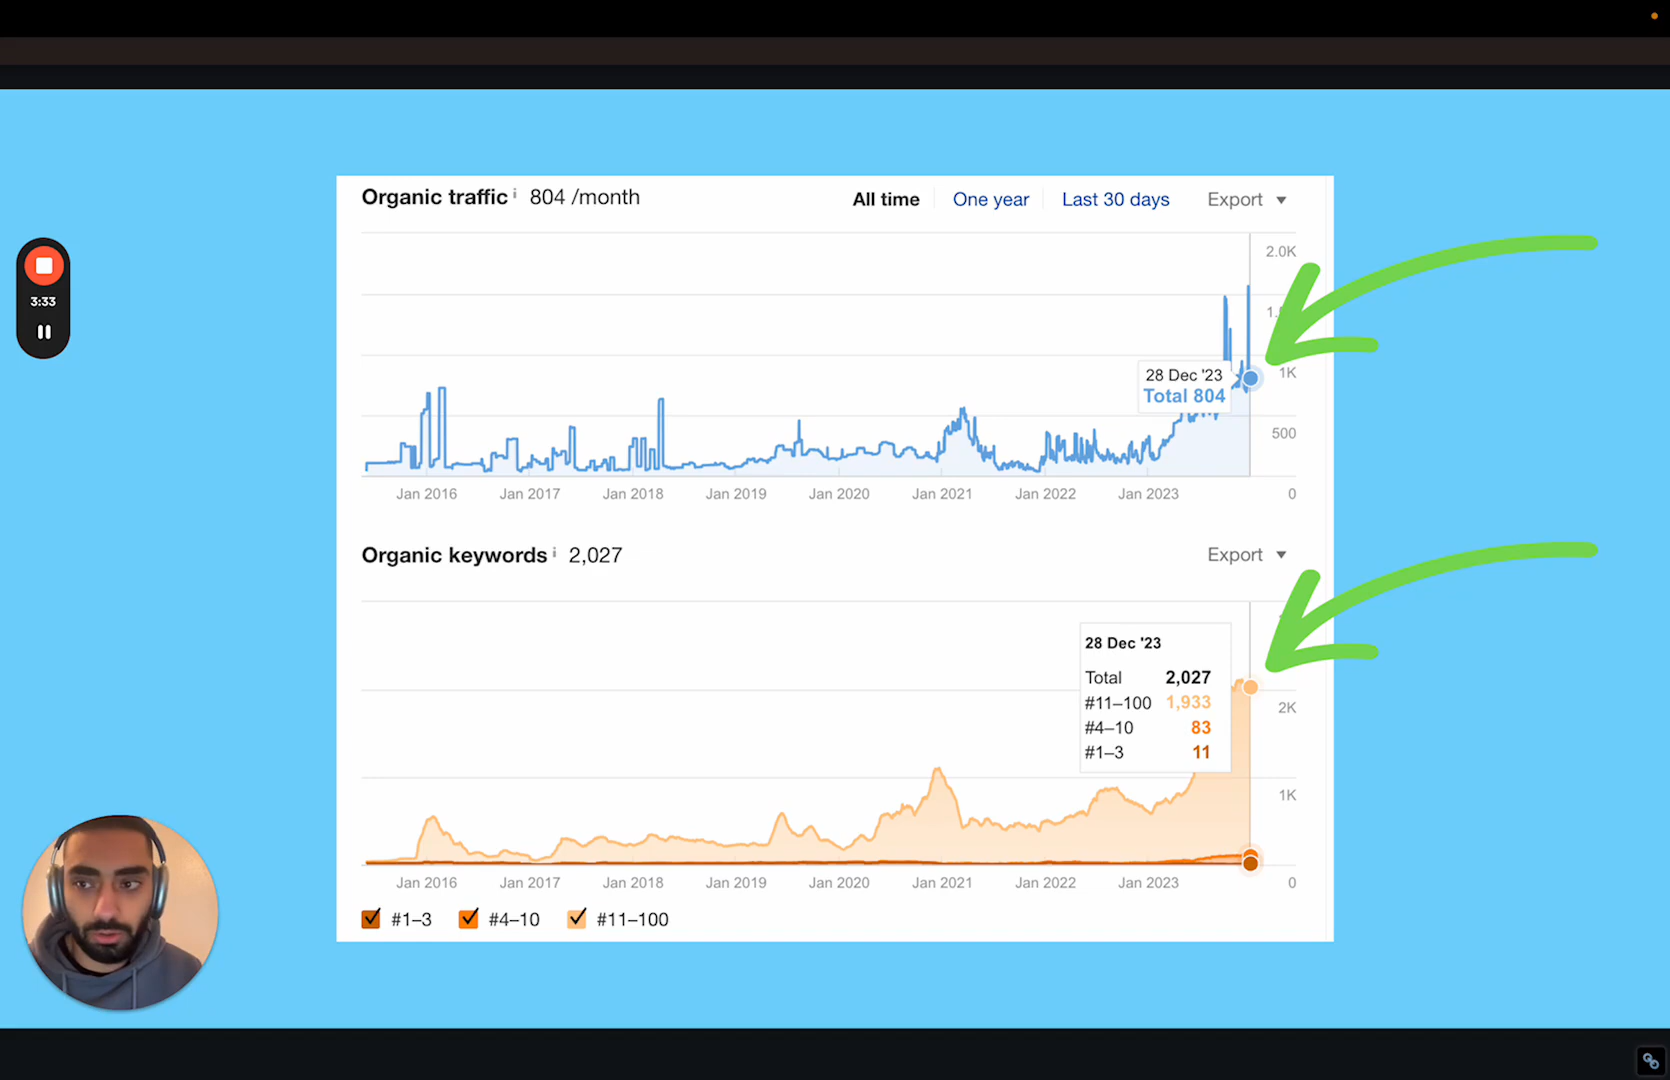 Organic traffic i 804 /month
All time One year Last 30 days Export
2.0K
1K
28 Dec '23
Total 804
500
Jan 2016 Jan 2017 Jan 2018 Jan 2019 Jan 2020 Jan 2021 Jan 2022 Jan 2023 0
Organic keywords i 2,027
Export
28 Dec '23
Total 2,027
#11–100 1,933
#4–10 83
#1–3 11
2K
1K
Jan 2016 Jan 2017 Jan 2018 Jan 2019 Jan 2020 Jan 2021 Jan 2022 Jan 2023 0
#1–3 #4–10 #11–100
3:33